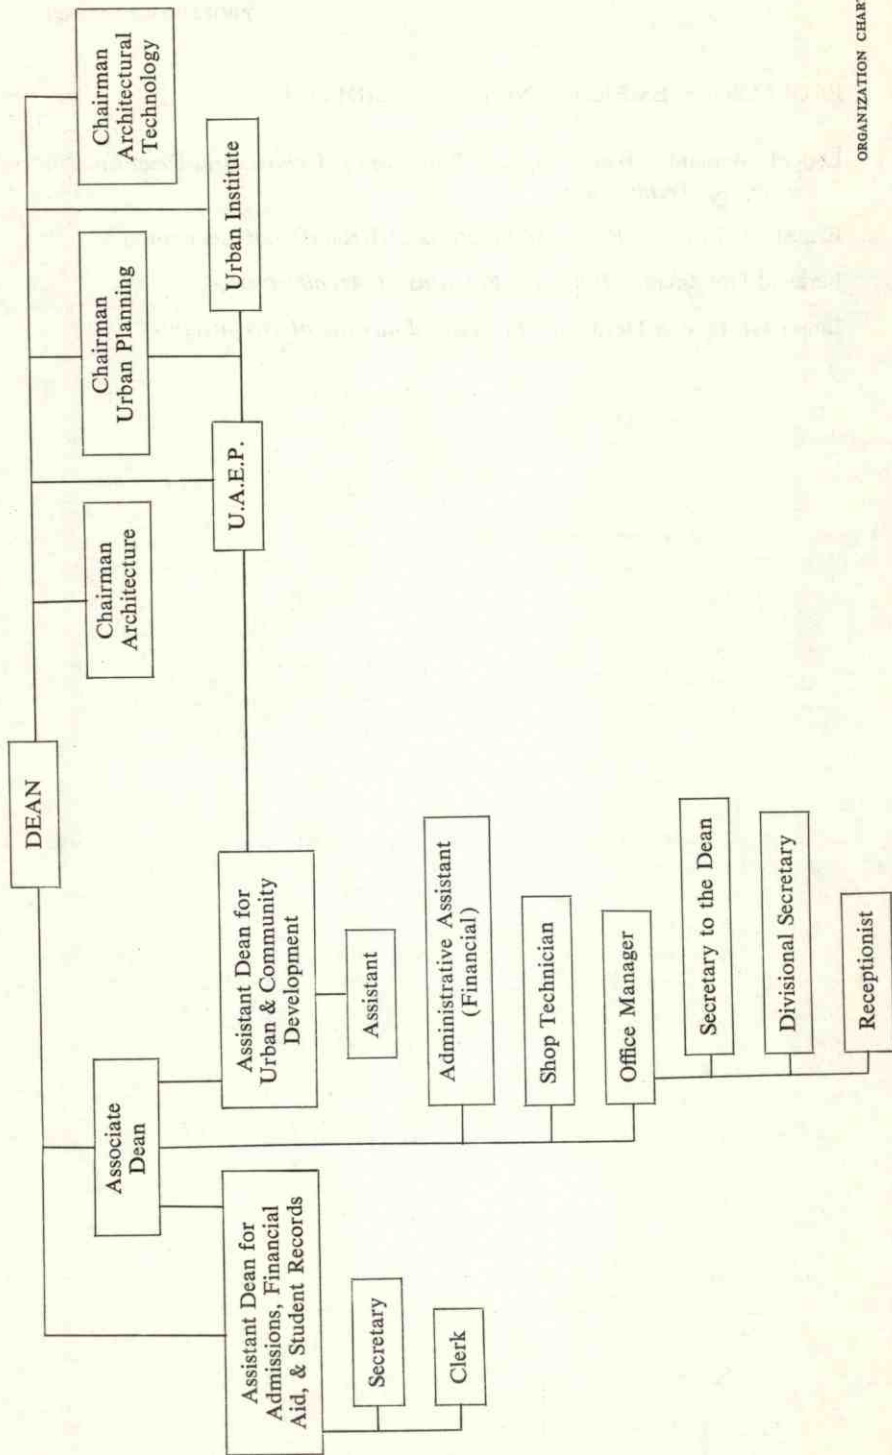 DEAN
Chairman
Architecture
Chairman
Urban Planning
Chairman
Architectural
Technology
U.A.E.P.
Urban Institute
Associate
Dean
Assistant Dean for
Admissions, Financial
Aid, & Student Records
Secretary
Clerk
Assistant Dean for
Urban & Community
Development
Assistant
Administrative Assistant
(Financial)
Shop Technician
Office Manager
Secretary to the Dean
Divisional Secretary
Receptionist
ORGANIZATION CHART